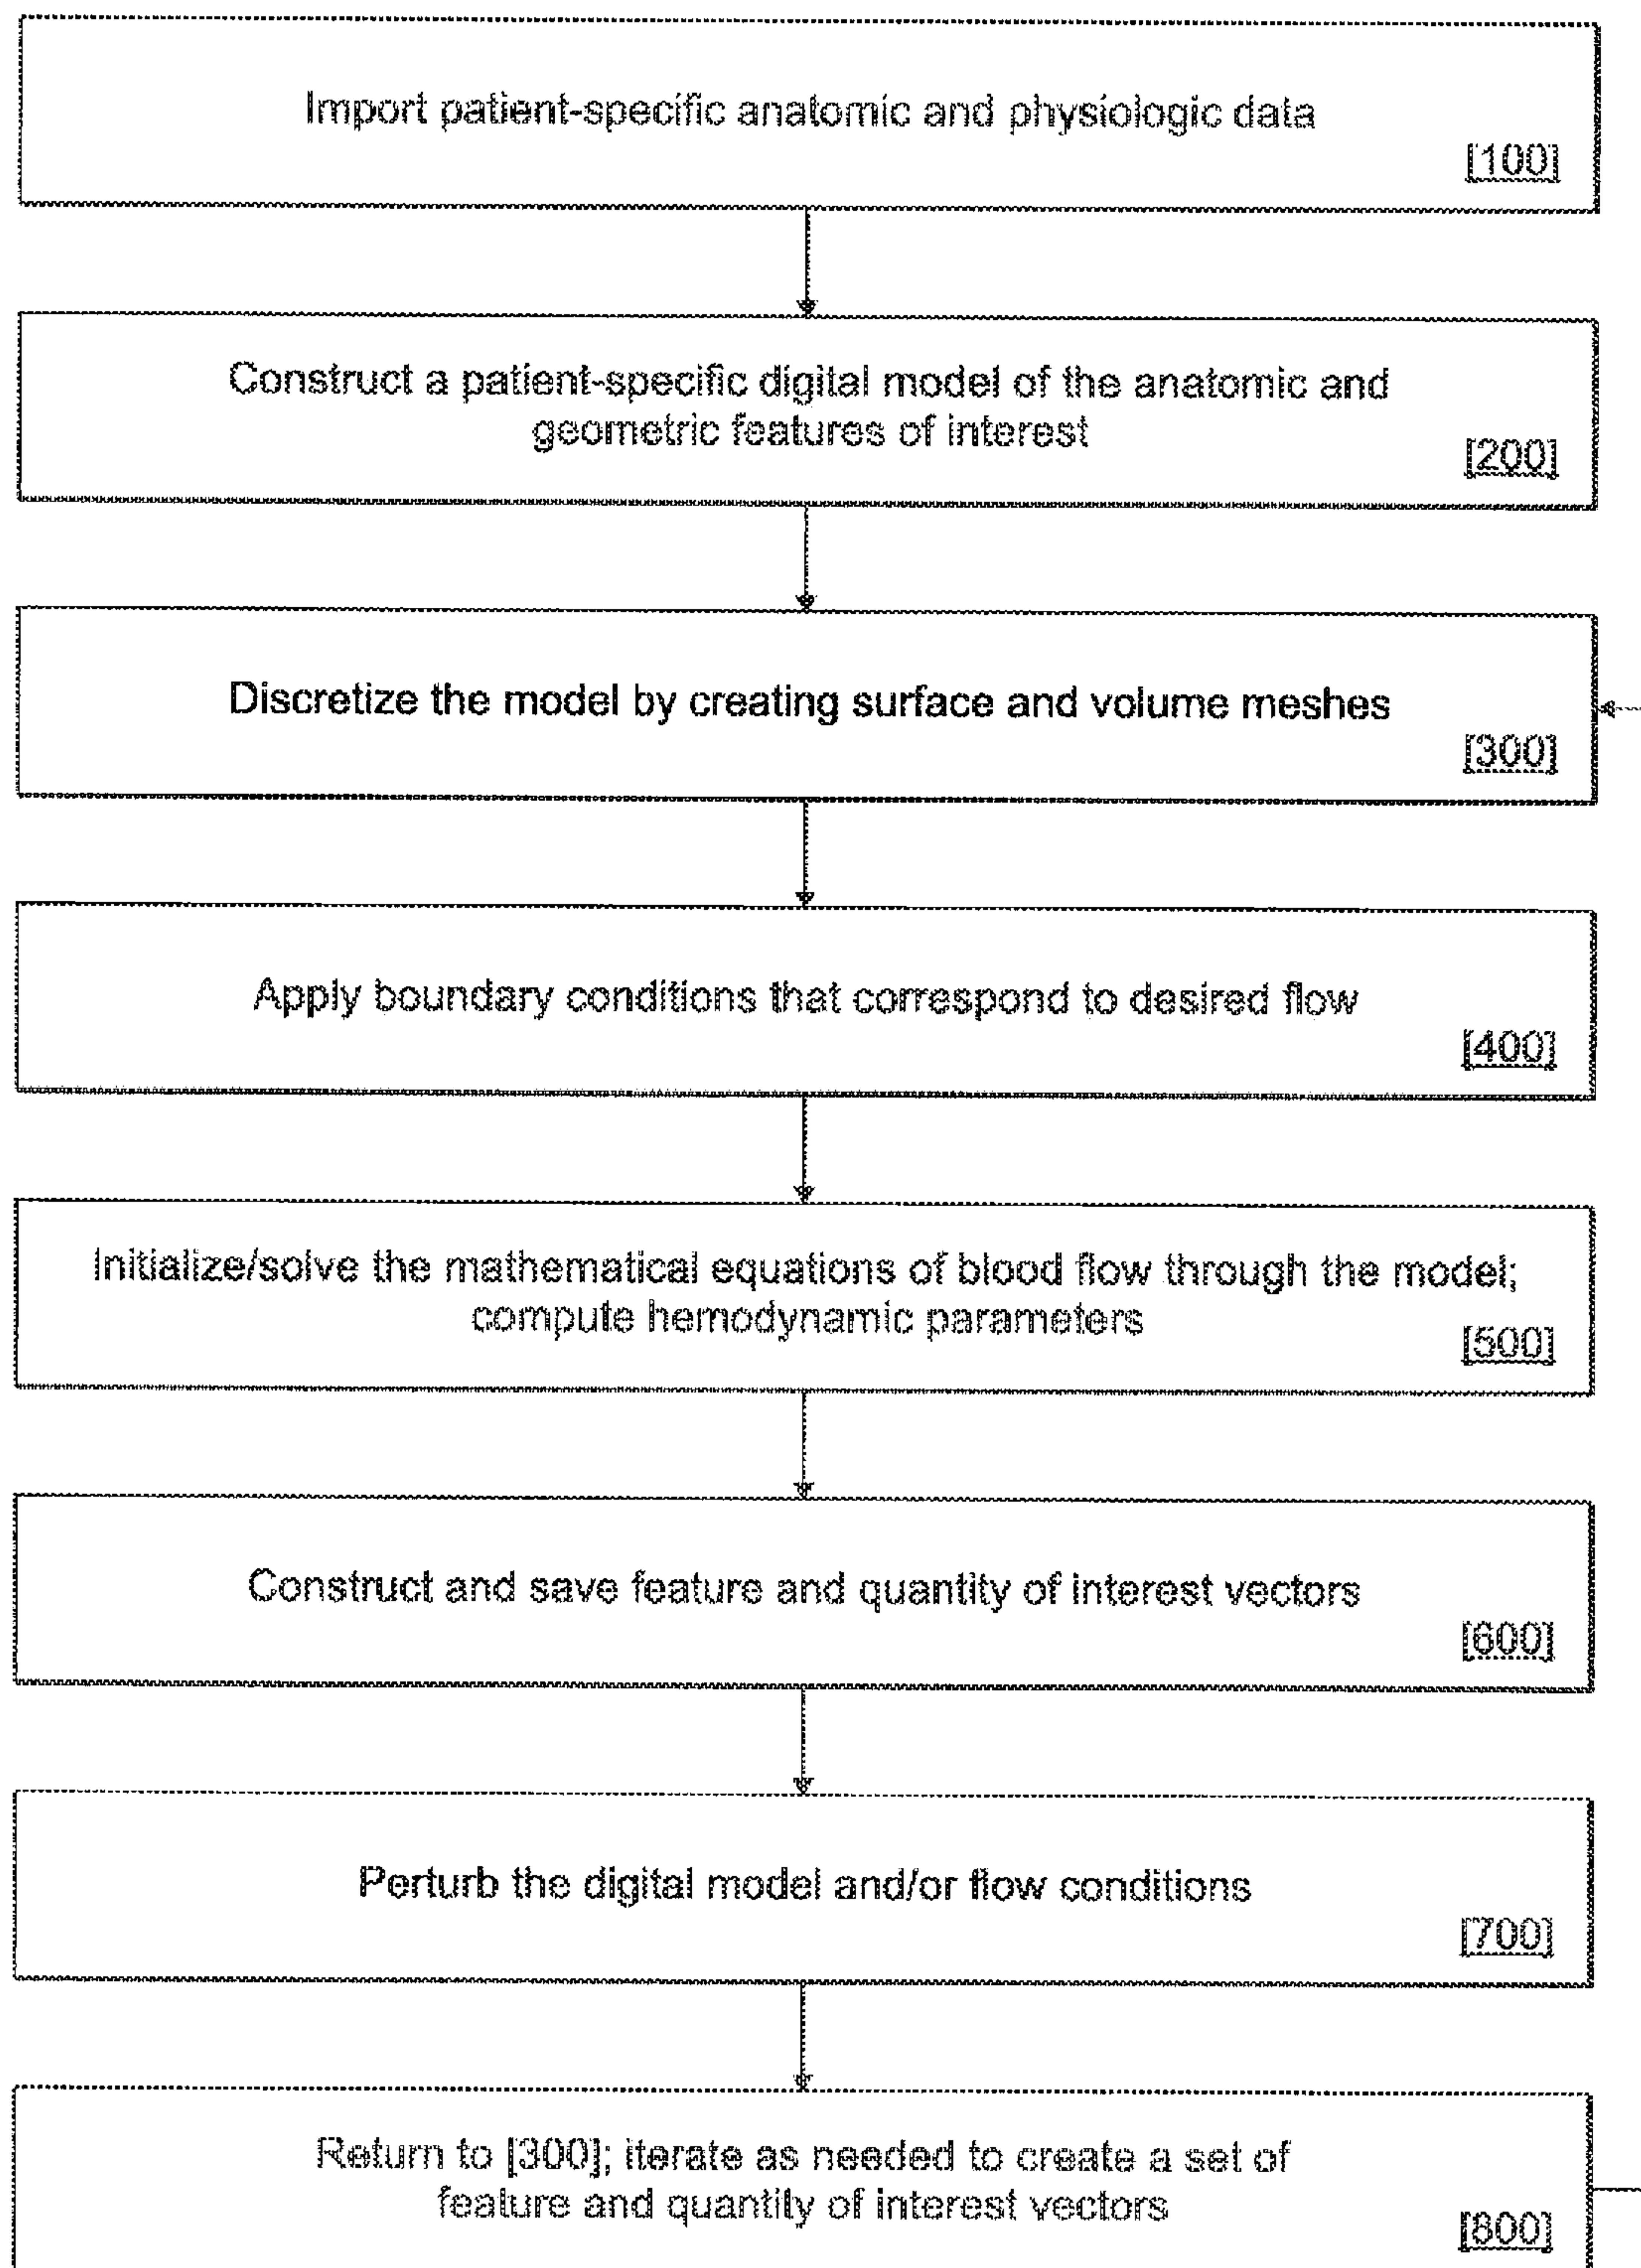 Import patient-specific anatomic and physiologic data
[100]
Construct a patient-specific digital model of the anatomic and
geometric features of interest
[200]
Discretize the model by creating surface and volume meshes
[300]
Apply boundary conditions that correspond to desired flow
[400]
Initialize/solve the mathematical equations of blood flow through the model;
compute hemodynamic parameters
[500]
Construct and save feature and quantity of interest vectors
[600]
Perturb the digital model and/or flow conditions
[700]
Return to [300]; iterate as needed to create a set of
feature and quantity of interest vectors
[800]